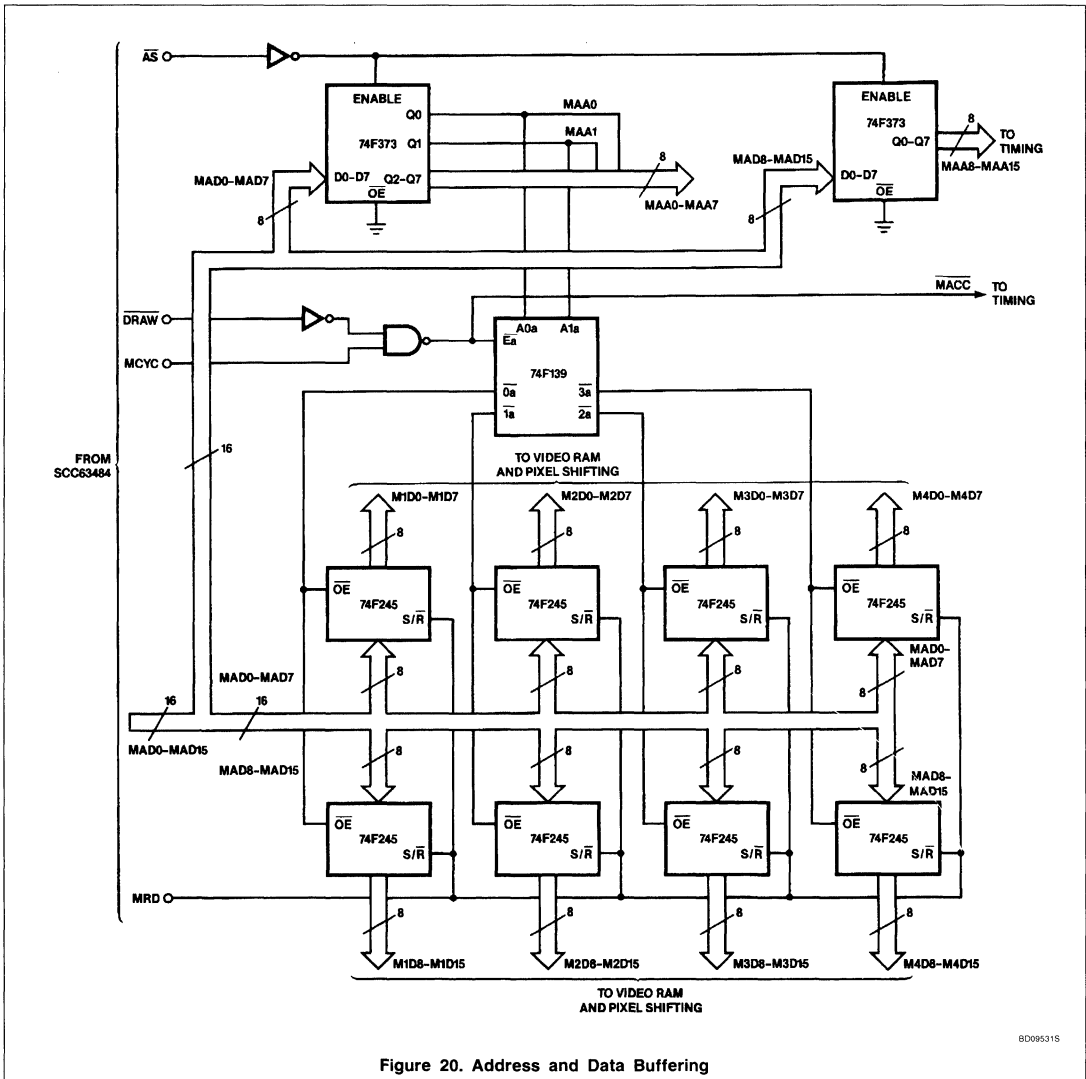 AS
ENABLE
Q0
MAA0
74F373
Q1
MAA1
MAD0-MAD7
D0-D7
Q2-Q7
OE
8
8
MAA0-MAA7
ENABLE
74F373
Q0-Q7
8
TO
TIMING
MAA8-MAA15
MAD8-MAD15
D0-D7
OE
8
MACC
TO
TIMING
DRAW
MCYC
A0a
A1a
Ea
74F139
0a
3a
1a
2a
FROM
SCC63484
16
TO VIDEO RAM
AND PIXEL SHIFTING
M1D0-M1D7
M2D0-M2D7
M3D0-M3D7
M4D0-M4D7
8
8
8
8
OE
74F245
S/R
OE
74F245
S/R
OE
74F245
S/R
OE
74F245
S/R
MAD0-MAD7
8
8
8
8
MAD0-
MAD7
16
16
MAD0-MAD15
MAD8-MAD15
8
8
8
8
MAD8-
MAD15
OE
74F245
S/R
OE
74F245
S/R
OE
74F245
S/R
OE
74F245
S/R
MRD
8
8
8
8
M1D8-M1D15
M2D8-M2D15
M3D8-M3D15
M4D8-M4D15
TO VIDEO RAM
AND PIXEL SHIFTING
BD09531S
Figure 20. Address and Data Buffering